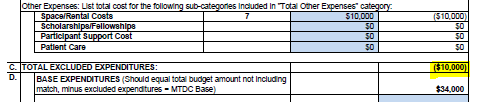 Other Expenses: List total cost for the following sub-categories included in "Total Other Expenses" category:
Space/Rental Costs 7 $10,000 ($10,000)
Scholarships/Fellowships $0 $0
Participant Support Cost $0 $0
Patient Care $0 $0
C. TOTAL EXCLUDED EXPENDITURES: ($10,000)
D. BASE EXPENDITURES (Should equal total budget amount not including
match, minus excluded expenditures = MTDC Base) $34,000